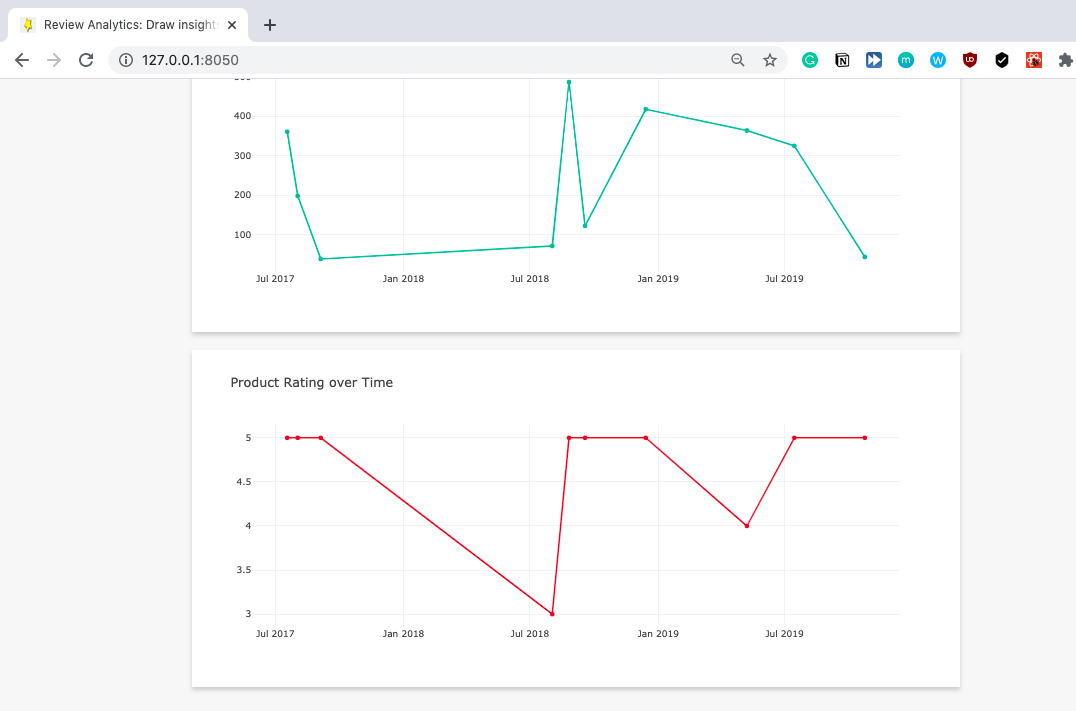 Review Analytics: Draw insight
127.0.0.1:8050
400
300
200
100
Jul 2017 Jan 2018 Jul 2018 Jan 2019 Jul 2019
Product Rating over Time
5
4.5
4
3.5
3
Jul 2017 Jan 2018 Jul 2018 Jan 2019 Jul 2019